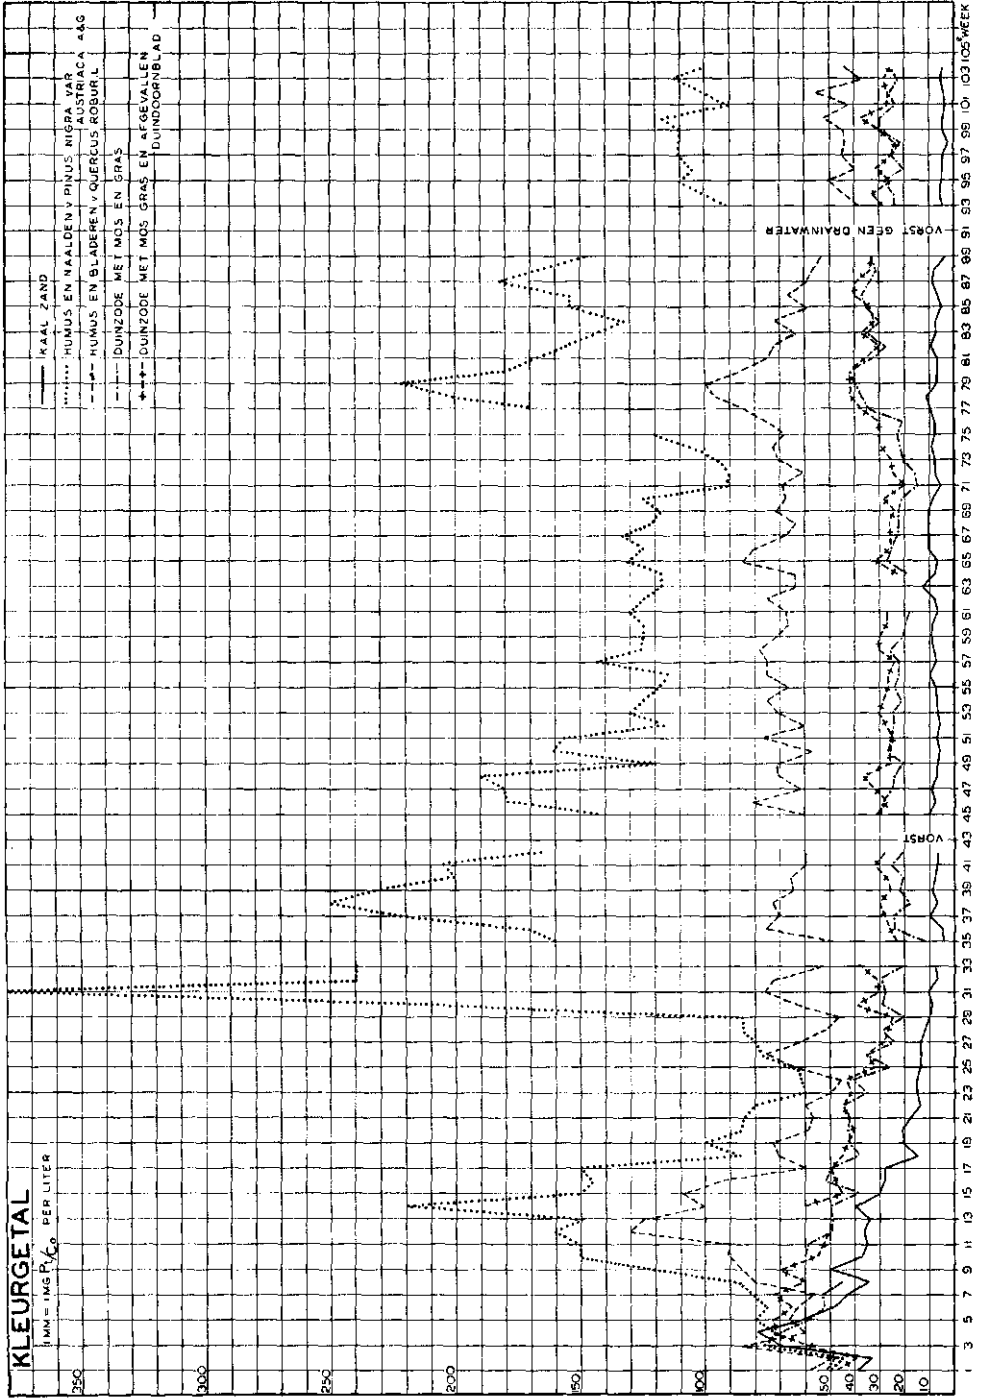 KLEURGETAL
1 MM = 1 MG Pt/Co PER LITER
KAAL ZAND
HUMUS EN NAALDEN v PINUS NIGRA VAR
AUSTRIACA A&G
HUMUS EN BLADEREN v QUERCUS ROBUR L
DUINZODE MET MOS EN GRAS
DUINZODE MET MOS GRAS EN AFGEVALLEN
DUINDOORNBLAD
350
300
250
200
150
100
50
40
30
20
10
VORST
VORST GEEN DRAINWATER
1 3 5 7 9 11 13 15 17 19 21 23 25 27 29 31 33 35 37 39 41 43 45 47 49 51 53 55 57 59 61 63 65 67 69 71 73 75 77 79 81 83 85 87 89 91 93 95 97 99 101 103 105e WEEK